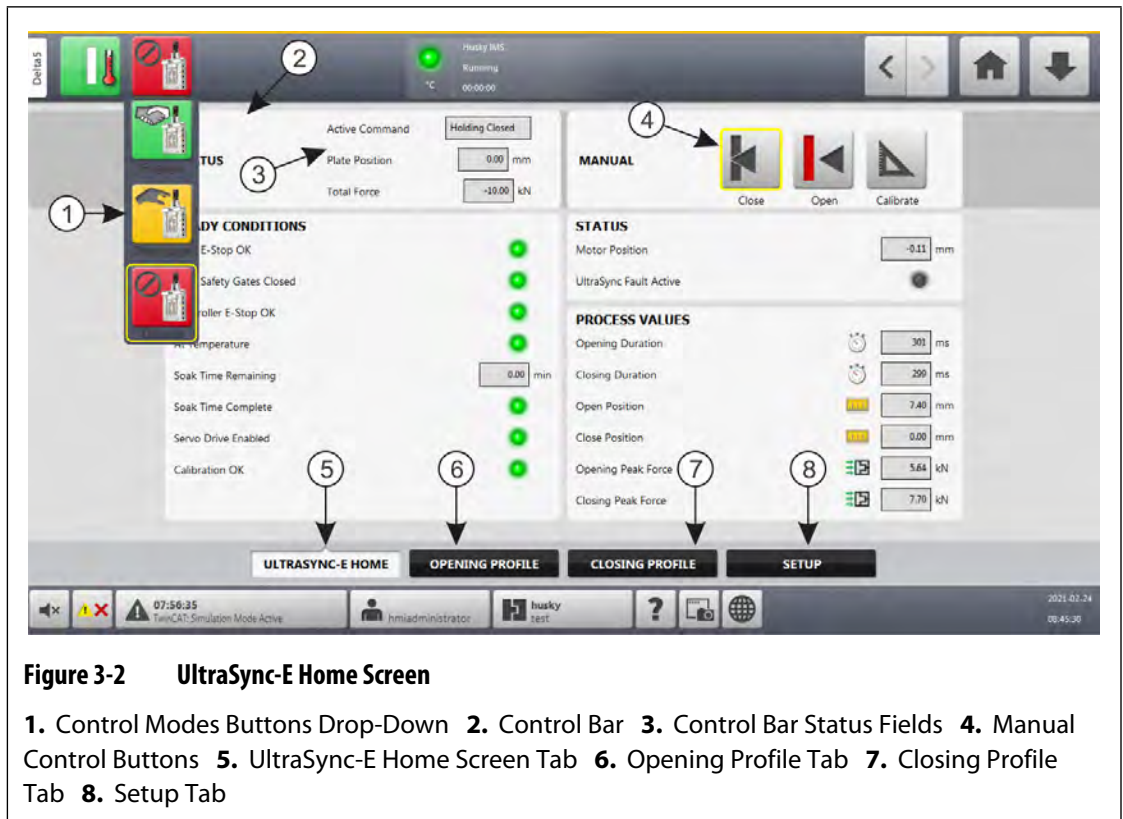 Delta5
Husky IMS
Running
°C 00:00:00
2
1
3
4
TUS
Active Command Holding Closed
Plate Position 0.00 mm
Total Force -10.00 kN
MANUAL
Close Open Calibrate
DY CONDITIONS
E-Stop OK
Safety Gates Closed
roller E-Stop OK
At Temperature
Soak Time Remaining 0.00 min
Soak Time Complete
Servo Drive Enabled
Calibration OK
STATUS
Motor Position -0.11 mm
UltraSync Fault Active
PROCESS VALUES
Opening Duration 301 ms
Closing Duration 299 ms
Open Position 7.40 mm
Close Position 0.00 mm
Opening Peak Force 5.64 kN
Closing Peak Force 7.70 kN
5
6
7
8
ULTRASYNC-E HOME OPENING PROFILE CLOSING PROFILE SETUP
07:56:35
TwinCAT: Simulation Mode Active
hmiadministrator
husky
test
?
2021-02-24
08:45:30
Figure 3-2 UltraSync-E Home Screen
1. Control Modes Buttons Drop-Down 2. Control Bar 3. Control Bar Status Fields 4. Manual
Control Buttons 5. UltraSync-E Home Screen Tab 6. Opening Profile Tab 7. Closing Profile
Tab 8. Setup Tab